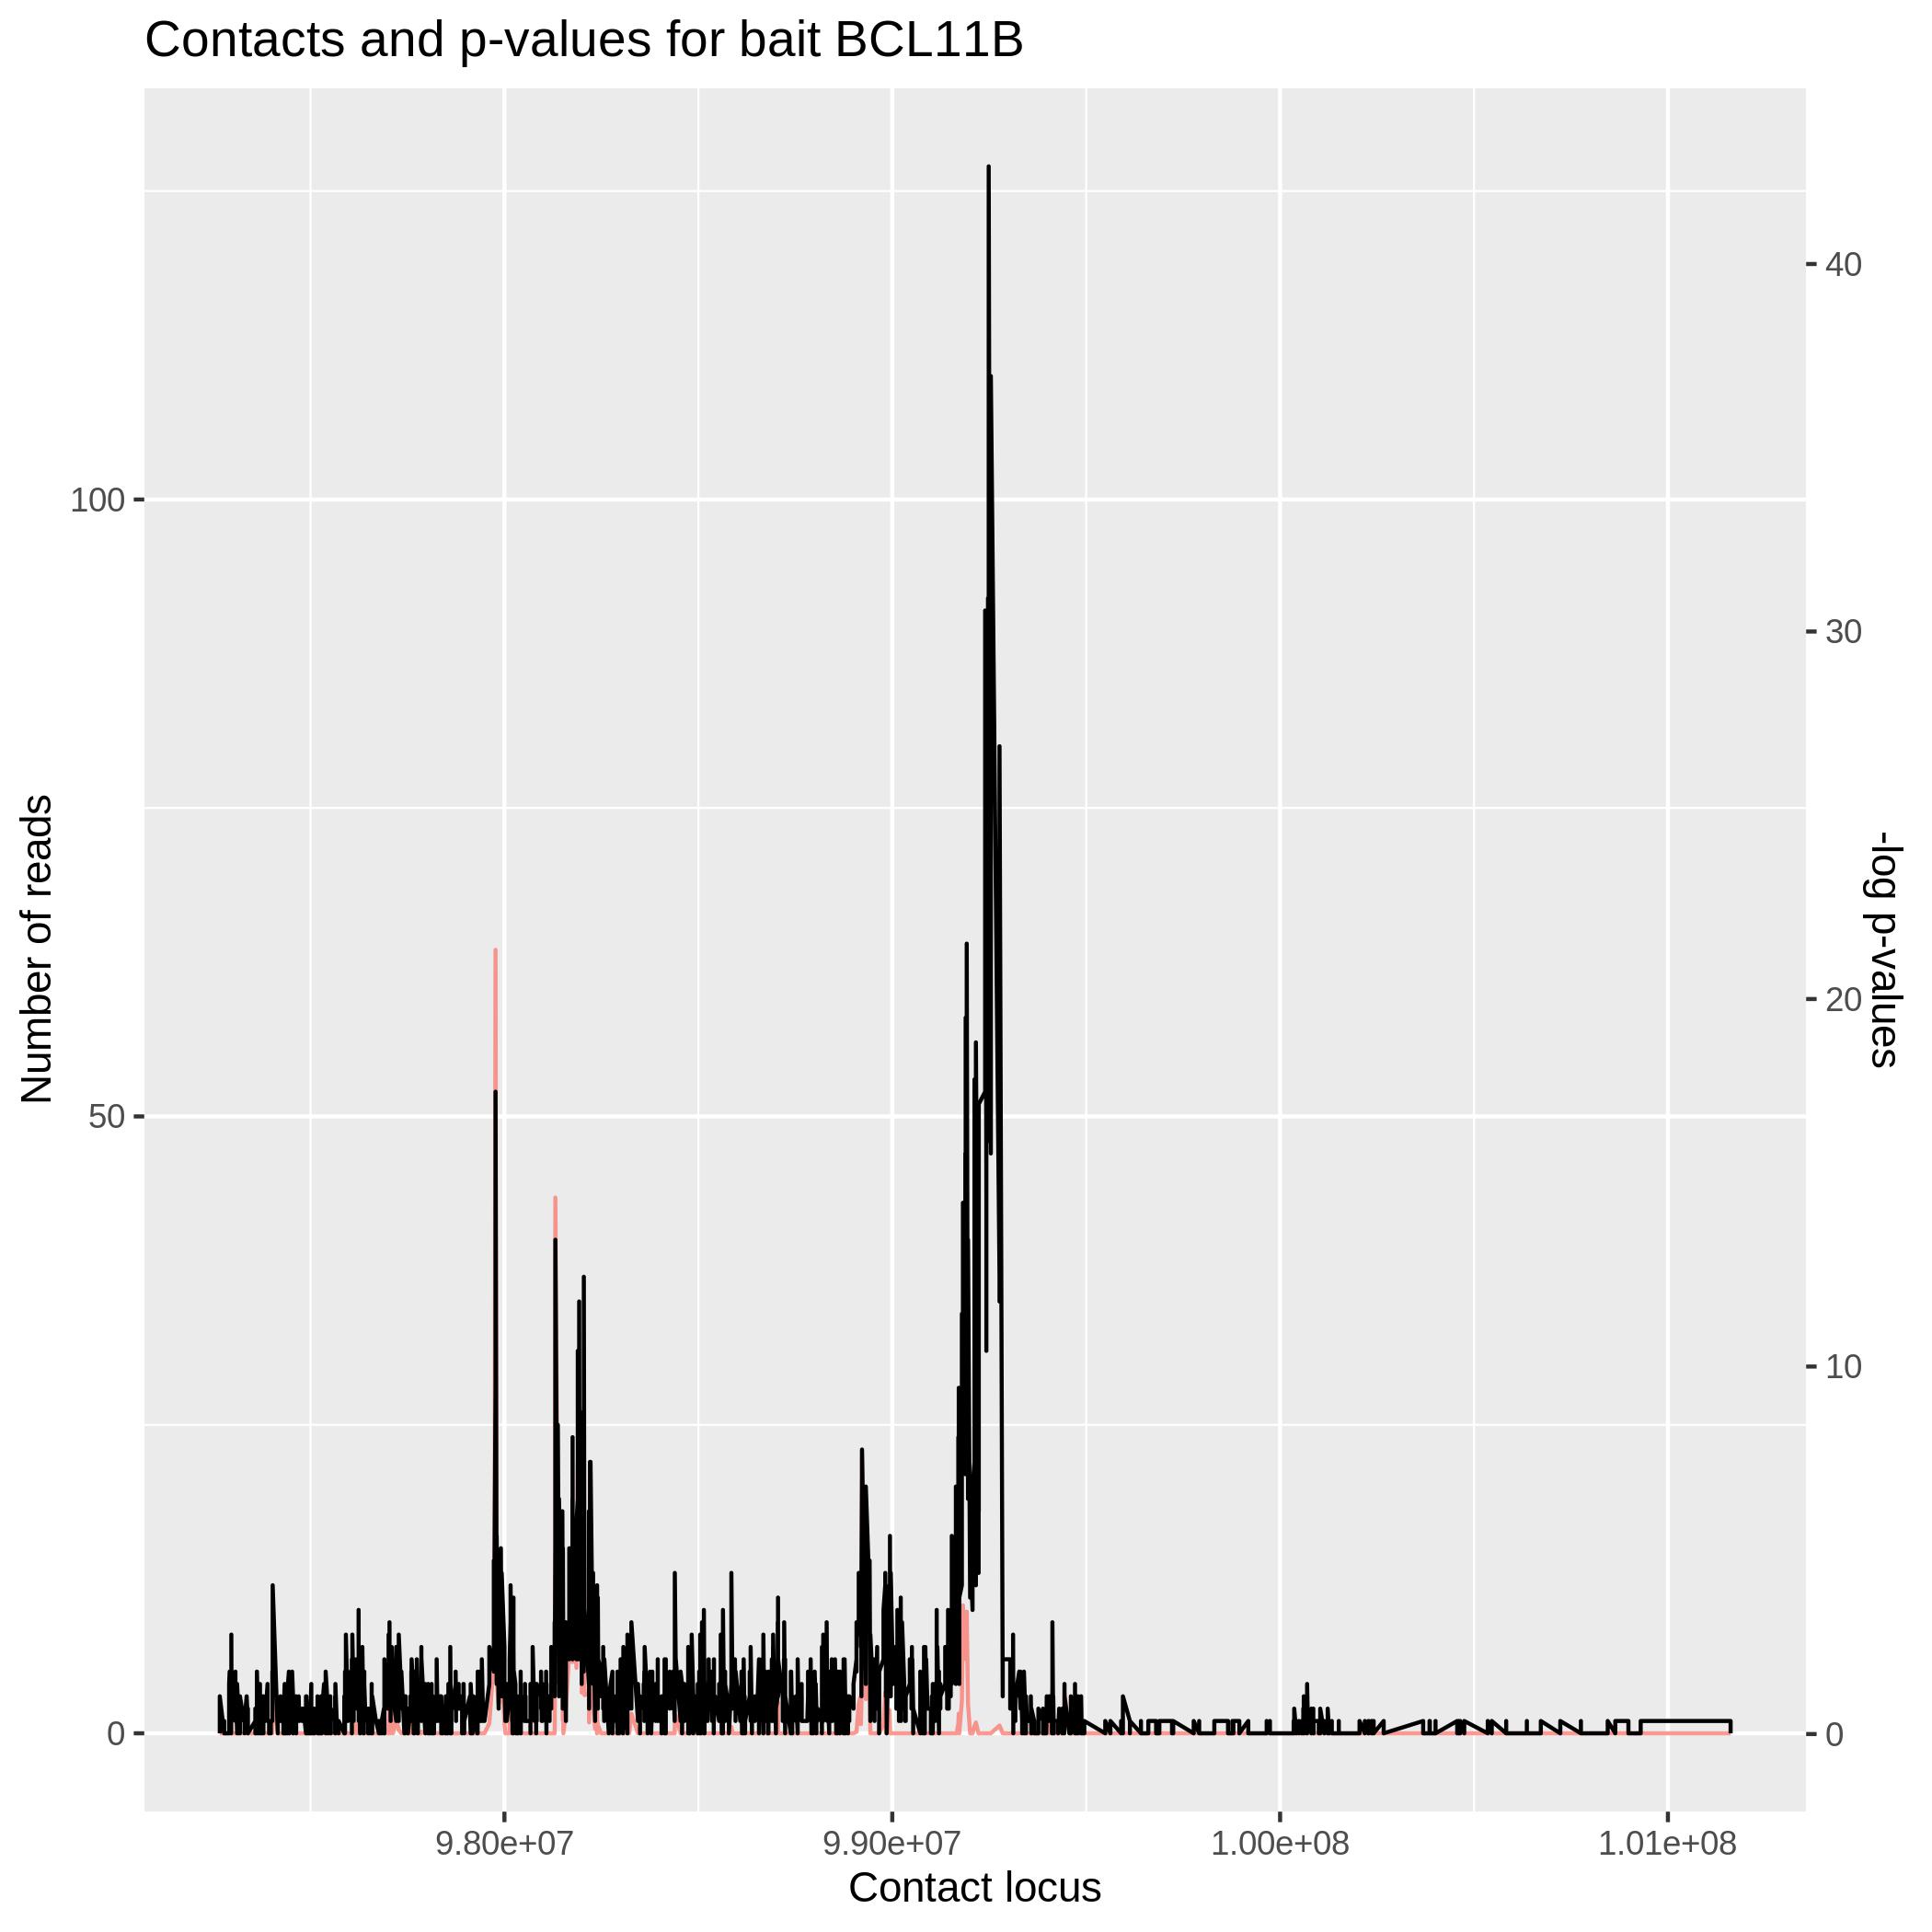 Contacts and p-values for bait BCL11B
Number of reads
100
50
0
40
30
20
10
0
-log p-values
9.80e+07
9.90e+07
1.00e+08
1.01e+08
Contact locus